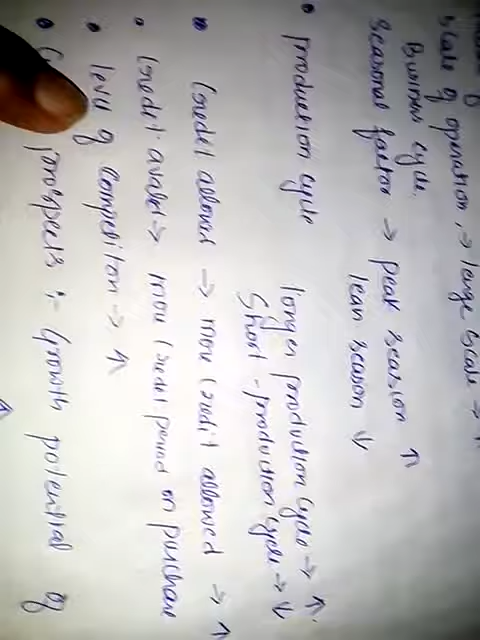 Scale of operation, → large scale → ↑
Business cycle.
Seasonal factor → peak season ↑
lean season ↓
• production cycle longer production cycle → ↑.
Short - production cycle → ↓
• Credit allowed → mou credit allowed → ↑
• Credit availed → mou credit period on purchase
• level of Competition → ↑
• prospects :- Growth potential of